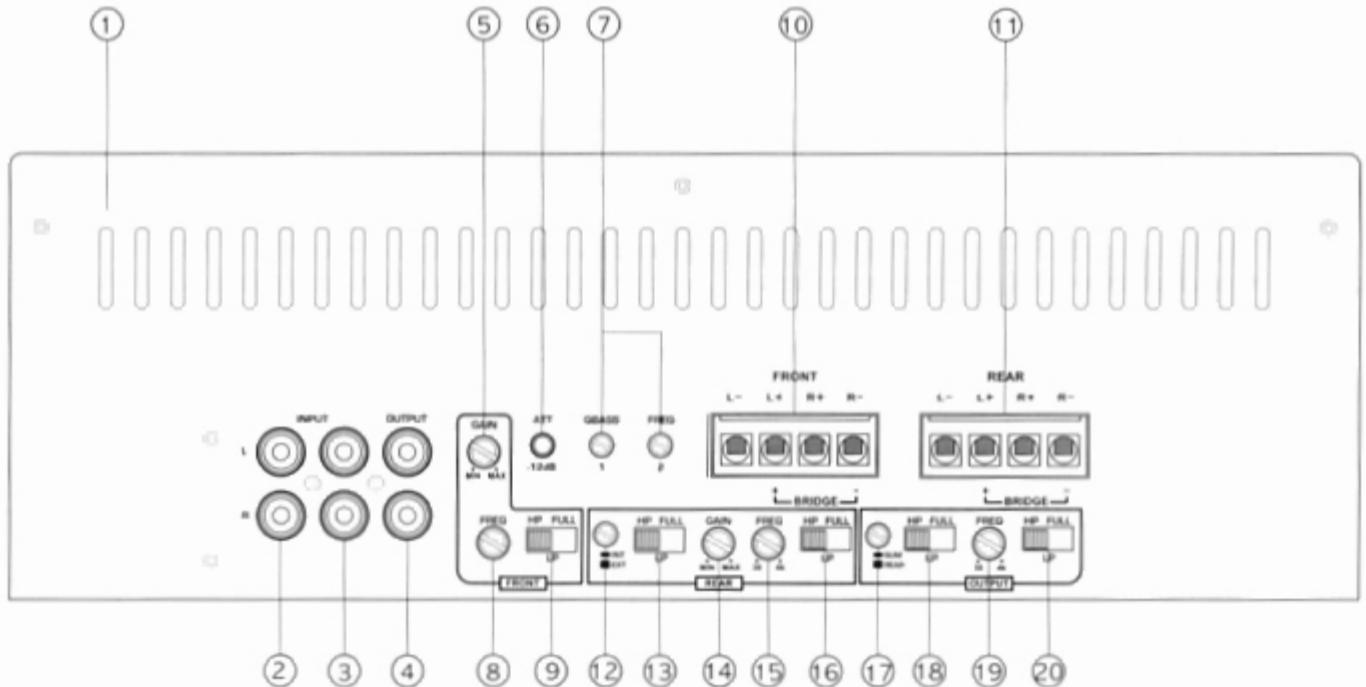 1 5 6 7 10 11
FRONT REAR
L- L+ R+ R- L- L+ R+ R-
INPUT OUTPUT GAIN ATT QBASS FREQ
L
MIN MAX -12dB 1 2
+ BRIDGE - + BRIDGE -
R FREQ HP FULL HP FULL GAIN FREQ HP FULL HP FULL FREQ HP FULL
LP INT EXT LP MIN MAX LP SUM REAR LP LP
FRONT REAR OUTPUT
2 3 4 8 9 12 13 14 15 16 17 18 19 20